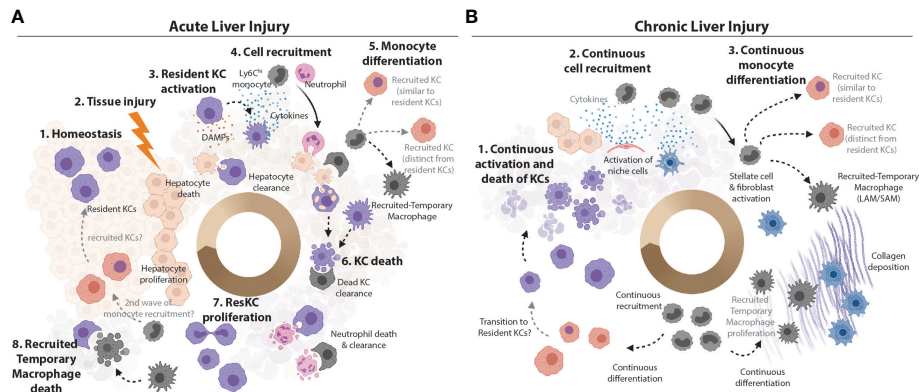 A
Acute Liver Injury
1. Homeostasis
2. Tissue injury
3. Resident KC
activation
4. Cell recruitment
5. Monocyte
differentiation
Ly6Chi
monocyte
Neutrophil
Cytokines
DAMPs
Recruited KC
(similar to
resident KCs)
Recruited KC
(distinct from
resident KCs)
Hepatocyte
death
Hepatocyte
clearance
Resident KCs
Recruited-Temporary
Macrophage
recruited KCs?
6. KC death
Dead KC
clearance
Hepatocyte
proliferation
2nd wave of
monocyte recruitment?
7. ResKC
proliferation
Neutrophil death
& clearance
8. Recruited
Temporary
Macrophage
death
B
Chronic Liver Injury
1. Continuous
activation and
death of KCs
2. Continuous
cell recruitment
3. Continuous
monocyte
differentiation
Cytokines
Recruited KC
(similar to
resident KCs)
Recruited KC
(distinct from
resident KCs)
Activation of
niche cells
Stellate cell
& fibroblast
activation
Recruited-Temporary
Macrophage
(LAM/SAM)
Collagen
deposition
Continuous
recruitment
Recruited
Temporary
Macrophage
proliferation
Transition to
Resident KCs?
Continuous
differentiation
Continuous
differentiation